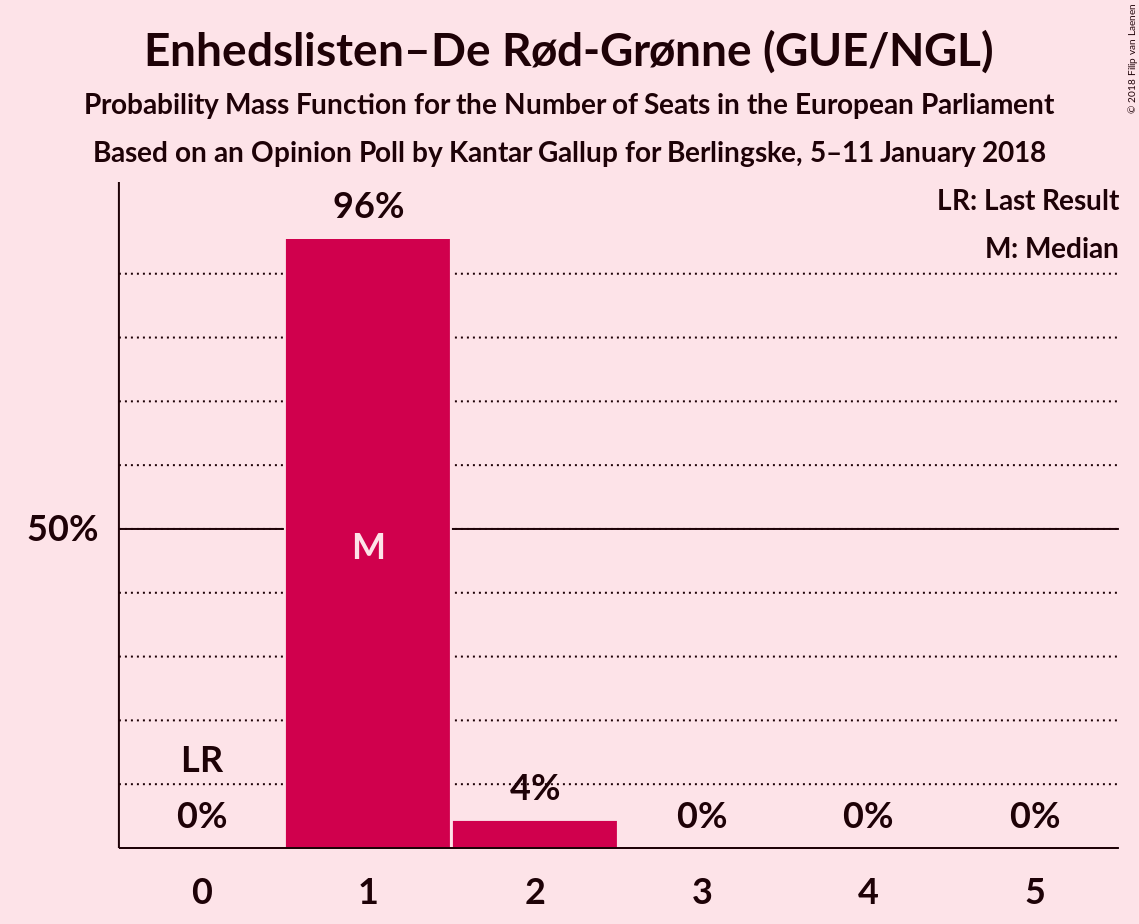 Enhedslisten–De Rød-Grønne (GUE/NGL)
Probability Mass Function for the Number of Seats in the European Parliament
Based on an Opinion Poll by Kantar Gallup for Berlingske, 5–11 January 2018
© 2018 Filip van Laenen
LR: Last Result
M: Median
96%
50%
M
LR
0%
4%
0%
0%
0%
0
1
2
3
4
5